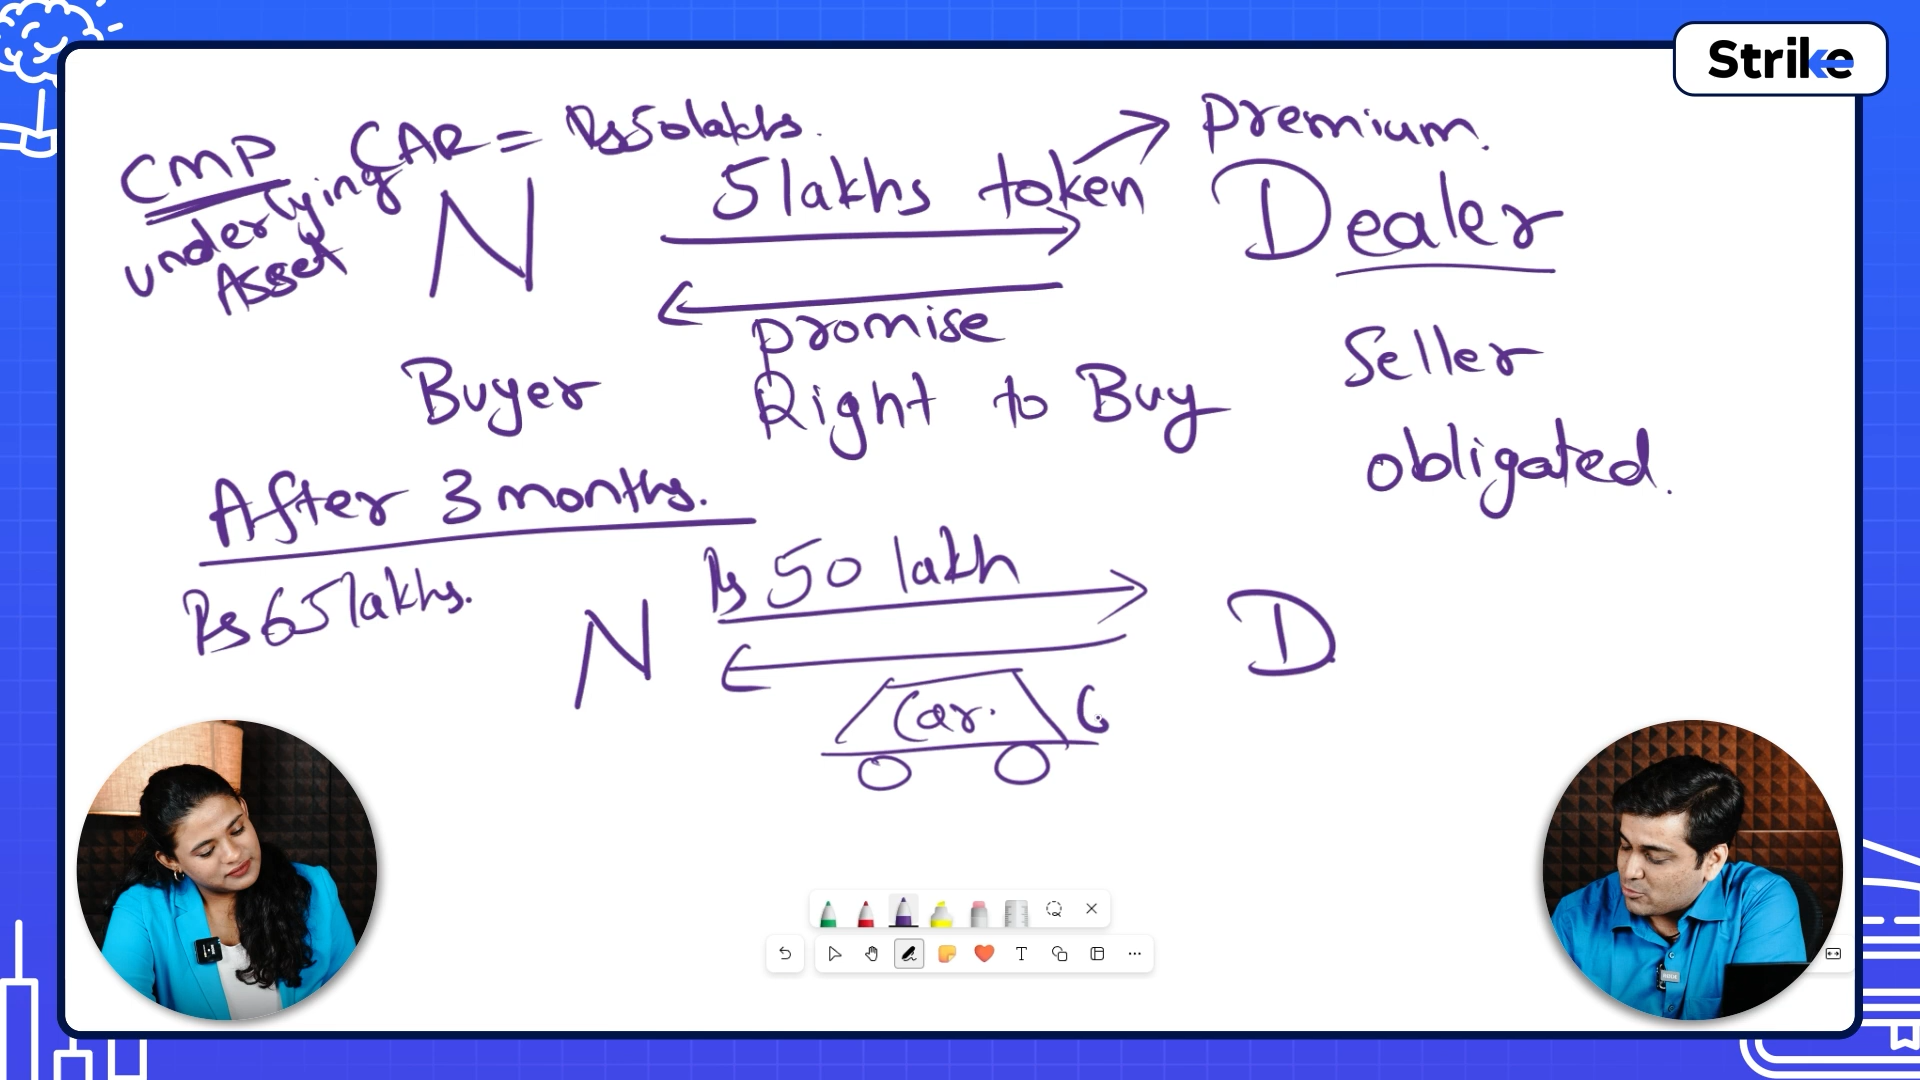 Strike
CMP CAR = Rs 50 lakhs.
underlying
Asset
N
5 lakhs token
premium.
Dealer
promise
Buyer
Right to Buy
Seller
obligated.
After 3 months.
Rs 65 lakhs.
N
Rs 50 lakh
D
Car.
6
T